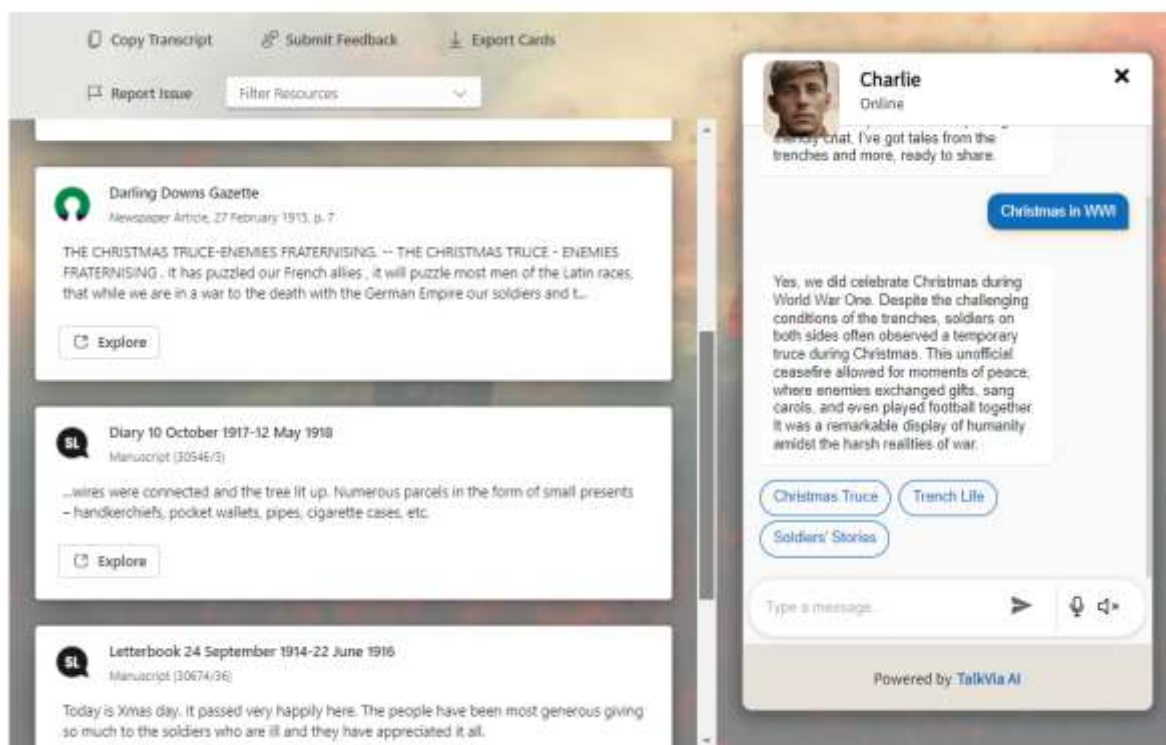 Copy Transcript
Submit Feedback
Export Cards
Report Issue
Filter Resources
Darling Downs Gazette
Newspaper Article, 27 February 1915, p. 7
THE CHRISTMAS TRUCE-ENEMIES FRATERNISING. -- THE CHRISTMAS TRUCE - ENEMIES
FRATERNISING . it has puzzled our French allies , it will puzzle most men of the Latin races,
that while we are in a war to the death with the German Empire our soldiers and t...
Explore
SL
Diary 10 October 1917-12 May 1918
Manuscript (30546/3)
...wires were connected and the tree lit up. Numerous parcels in the form of small presents
– handkerchiefs, pocket wallets, pipes, cigarette cases, etc.
Explore
SL
Letterbook 24 September 1914-22 June 1916
Manuscript (30674/36)
Today is Xmas day. It passed very happily here. The people have been most generous giving
so much to the soldiers who are ill and they have appreciated it all.
Charlie
Online
friendly chat. I've got tales from the
trenches and more, ready to share.
Christmas in WWI
Yes, we did celebrate Christmas during
World War One. Despite the challenging
conditions of the trenches, soldiers on
both sides often observed a temporary
truce during Christmas. This unofficial
ceasefire allowed for moments of peace,
where enemies exchanged gifts, sang
carols, and even played football together.
It was a remarkable display of humanity
amidst the harsh realities of war.
Christmas Truce
Trench Life
Soldiers' Stories
Type a message...
Powered by TalkVia AI